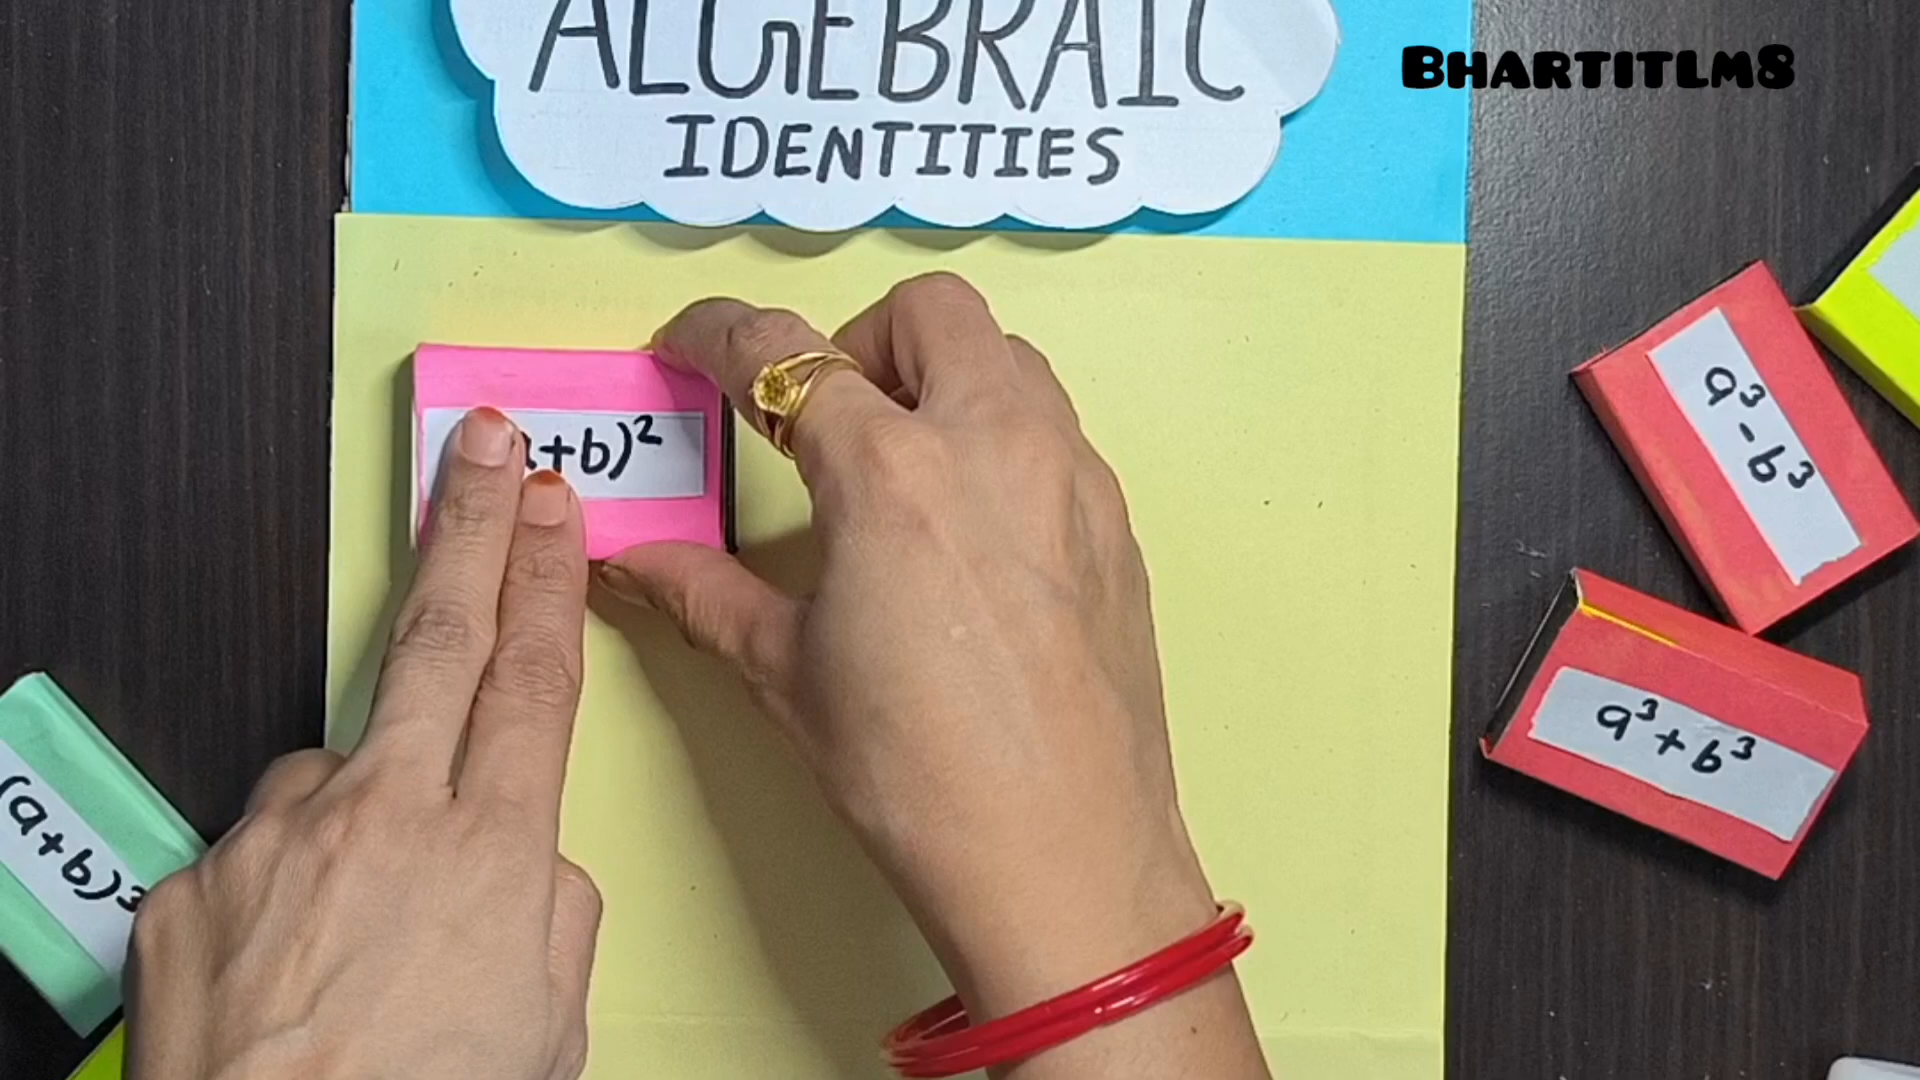 ALGEBRAIC
IDENTITIES
BHARTITLM8
+b)²
a³-b³
a³+b³
(a+b)³